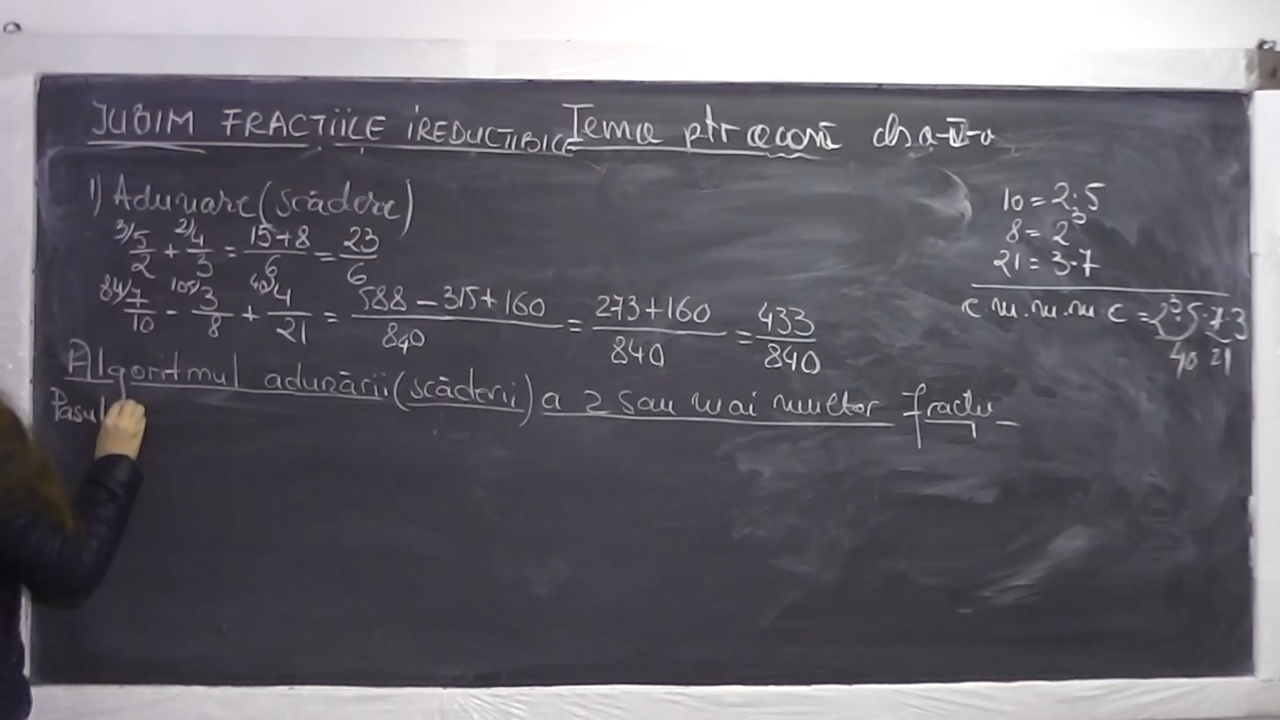 IUBIM FRACȚIILE IREDUCTIBILE Tema ptr acasă cls a-V-a
1) Adunare (scădere)
3/5/2 + 2/4/3 = 15+8/6 = 23/6
84/7/10 - 105/3/8 + 40/4/21 = 588-315+160/840 = 273+160/840 = 433/840
Algoritmul adunării (scăderii) a 2 sau mai multor fracții
Pasul
10 = 2·5
8 = 2³
21 = 3·7
c m.m.m c = 2³·5·7·3
40 21